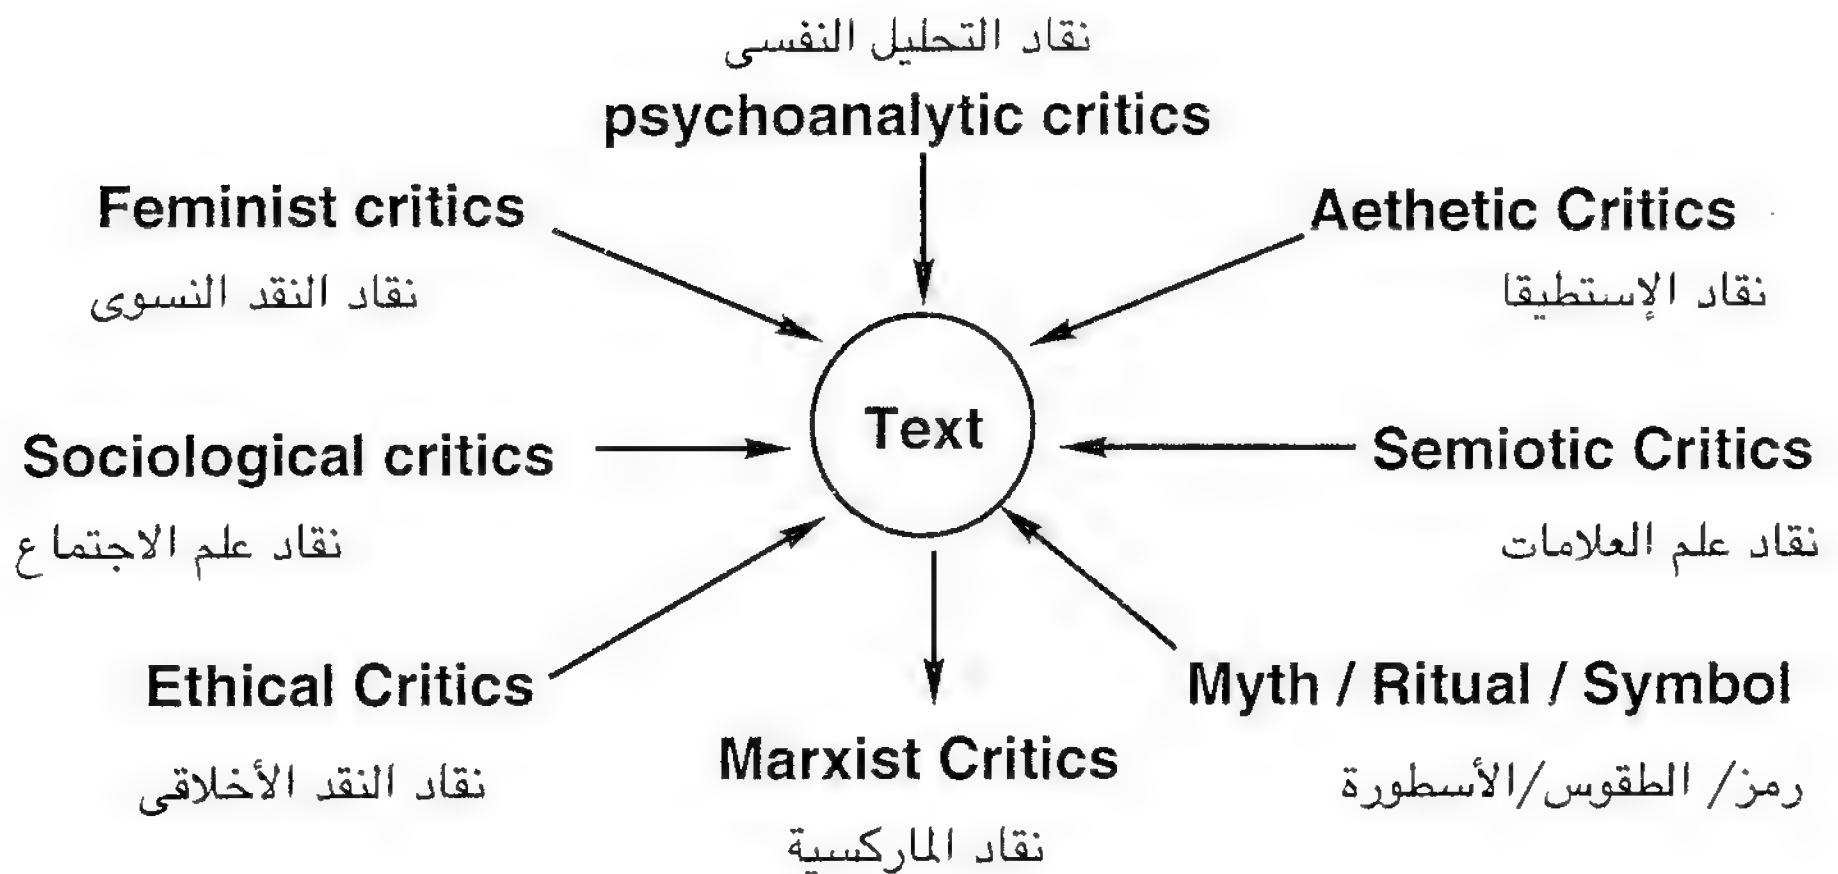 نقاد التحليل النفسى
psychoanalytic critics
Feminist critics
نقاد النقد النسوى
Aethetic Critics
نقاد الإستطيقا
Text
Sociological critics
نقاد علم الاجتماع
Semiotic Critics
نقاد علم العلامات
Ethical Critics
نقاد النقد الأخلاقى
Marxist Critics
نقاد الماركسية
Myth / Ritual / Symbol
رمز/ الطقوس/الأسطورة